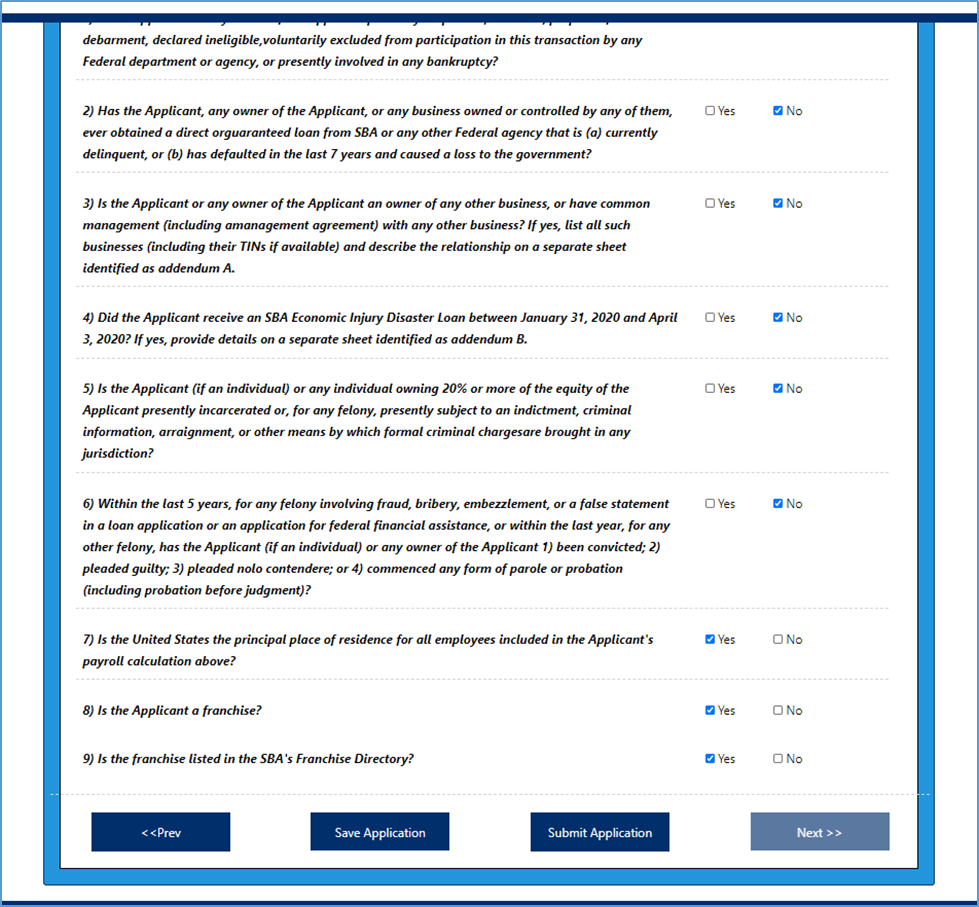 debarment, declared ineligible,voluntarily excluded from participation in this transaction by any
Federal department or agency, or presently involved in any bankruptcy?
2) Has the Applicant, any owner of the Applicant, or any business owned or controlled by any of them,
ever obtained a direct orguaranteed loan from SBA or any other Federal agency that is (a) currently
delinquent, or (b) has defaulted in the last 7 years and caused a loss to the government?
Yes No
3) Is the Applicant or any owner of the Applicant an owner of any other business, or have common
management (including amanagement agreement) with any other business? If yes, list all such
businesses (including their TINs if available) and describe the relationship on a separate sheet
identified as addendum A.
Yes No
4) Did the Applicant receive an SBA Economic Injury Disaster Loan between January 31, 2020 and April
3, 2020? If yes, provide details on a separate sheet identified as addendum B.
Yes No
5) Is the Applicant (if an individual) or any individual owning 20% or more of the equity of the
Applicant presently incarcerated or, for any felony, presently subject to an indictment, criminal
information, arraignment, or other means by which formal criminal chargesare brought in any
jurisdiction?
Yes No
6) Within the last 5 years, for any felony involving fraud, bribery, embezzlement, or a false statement
in a loan application or an application for federal financial assistance, or within the last year, for any
other felony, has the Applicant (if an individual) or any owner of the Applicant 1) been convicted; 2)
pleaded guilty; 3) pleaded nolo contendere; or 4) commenced any form of parole or probation
(including probation before judgment)?
Yes No
7) Is the United States the principal place of residence for all employees included in the Applicant's
payroll calculation above?
Yes No
8) Is the Applicant a franchise?
Yes No
9) Is the franchise listed in the SBA's Franchise Directory?
Yes No
<<Prev
Save Application
Submit Application
Next >>